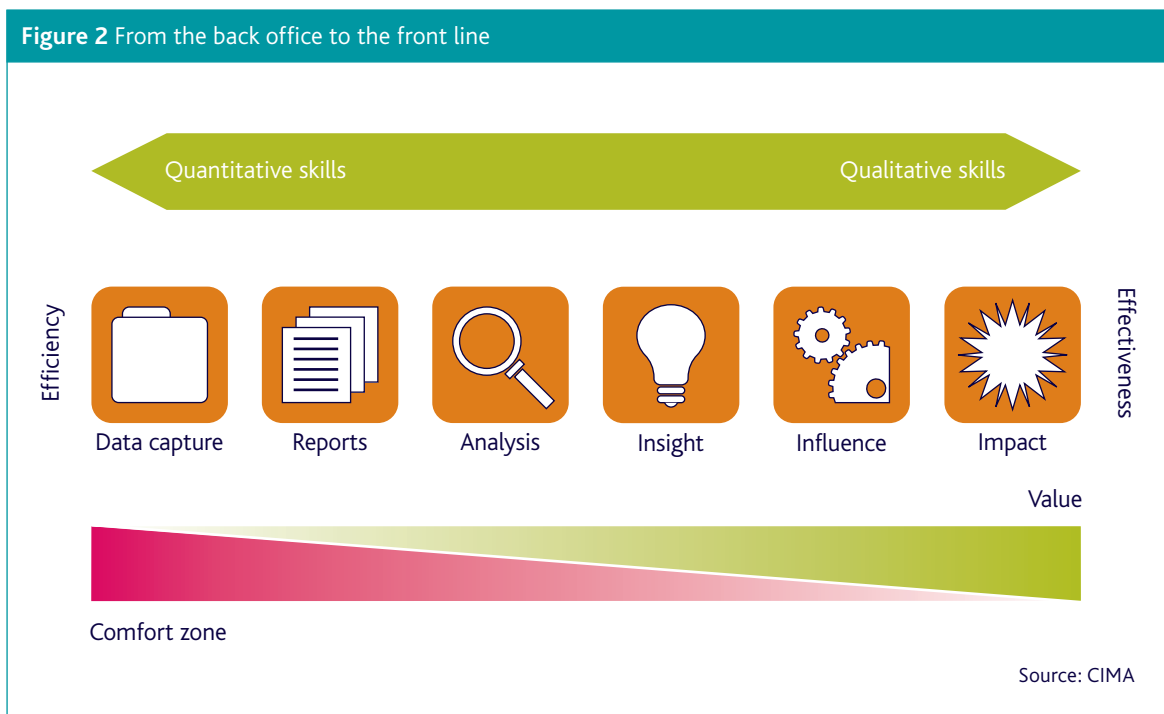 Figure 2 From the back office to the front line
Quantitative skills
Qualitative skills
Efficiency
Effectiveness
Data capture
Reports
Analysis
Insight
Influence
Impact
Value
Comfort zone
Source: CIMA